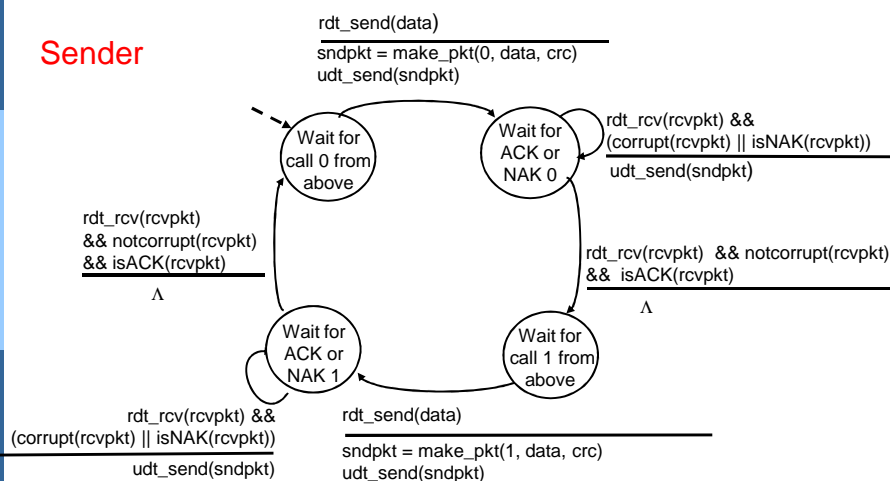 Sender
rdt_send(data)
sndpkt = make_pkt(0, data, crc)
udt_send(sndpkt)
Wait for
call 0 from
above
Wait for
ACK or
NAK 0
rdt_rcv(rcvpkt) &&
(corrupt(rcvpkt) || isNAK(rcvpkt))
udt_send(sndpkt)
rdt_rcv(rcvpkt)
&& notcorrupt(rcvpkt)
&& isACK(rcvpkt)
Λ
rdt_rcv(rcvpkt) && notcorrupt(rcvpkt)
&& isACK(rcvpkt)
Λ
Wait for
ACK or
NAK 1
Wait for
call 1 from
above
rdt_rcv(rcvpkt) &&
(corrupt(rcvpkt) || isNAK(rcvpkt))
udt_send(sndpkt)
rdt_send(data)
sndpkt = make_pkt(1, data, crc)
udt_send(sndpkt)